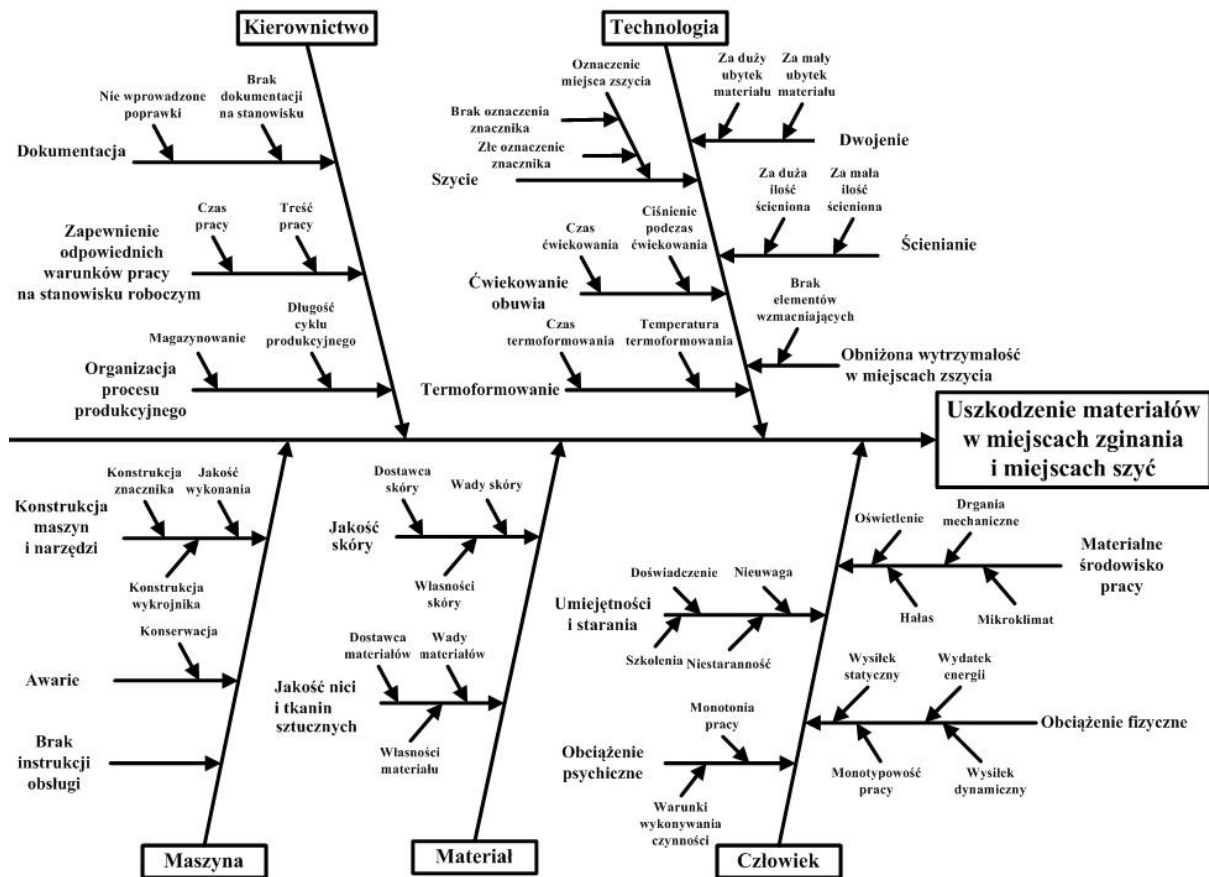 Kierownictwo
Nie wprowadzone
poprawki
Brak
dokumentacji
na stanowisku
Dokumentacja
Czas
pracy
Treść
pracy
Zapewnienie
odpowiednich
warunków pracy
na stanowisku roboczym
Magazynowanie
Długość
cyklu
produkcyjnego
Organizacja
procesu
produkcyjnego
Technologia
Oznaczenie
miejsca zszycia
Brak oznaczenia
znacznika
Złe oznaczenie
znacznika
Szycie
Za duży
ubytek
materiału
Za mały
ubytek
materiału
Dwojenie
Za duża
ilość
ścieniona
Za mała
ilość
ścieniona
Ścienianie
Czas
ćwiekowania
Ciśnienie
podczas
ćwiekowania
Ćwiekowanie
obuwia
Brak
elementów
wzmacniających
Obniżona wytrzymałość
w miejscach zszycia
Czas
termoformowania
Temperatura
termoformowania
Termoformowanie
Uszkodzenie materiałów
w miejscach zginania
i miejscach szyć
Konstrukcja
znacznika
Jakość
wykonania
Konstrukcja
maszyn
i narzędzi
Konstrukcja
wykrojnika
Konserwacja
Awarie
Brak
instrukcji
obsługi
Maszyna
Dostawca
skóry
Wady skóry
Jakość
skóry
Własności
skóry
Dostawca
materiałów
Wady
materiałów
Jakość nici
i tkanin
sztucznych
Własności
materiału
Materiał
Oświetlenie
Drgania
mechaniczne
Materialne
środowisko
pracy
Hałas
Mikroklimat
Doświadczenie
Nieuwaga
Umiejętności
i starania
Szkolenia
Niestaranność
Wysiłek
statyczny
Wydatek
energii
Obciążenie fizyczne
Monotypowość
pracy
Wysiłek
dynamiczny
Monotonia
pracy
Obciążenie
psychiczne
Warunki
wykonywania
czynności
Człowiek